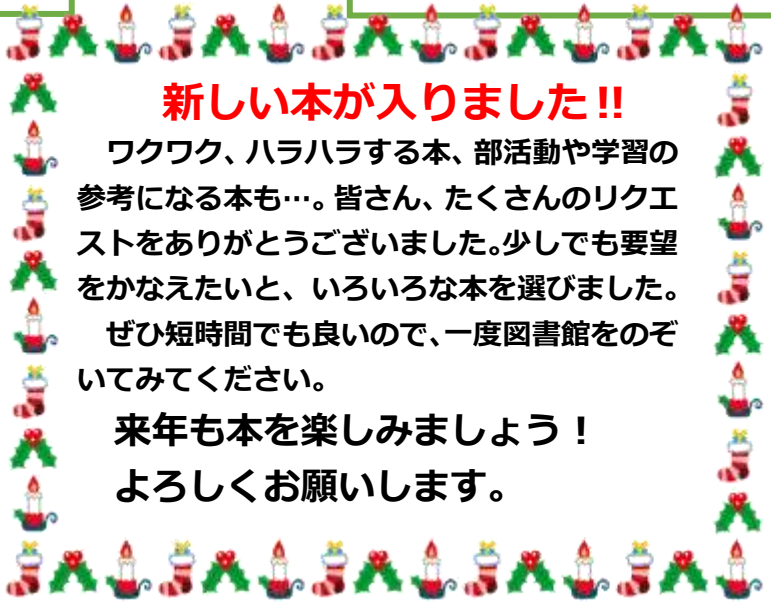 新しい本が入りました‼
　ワクワク、ハラハラする本、部活動や学習の
参考になる本も…。皆さん、たくさんのリクエ
ストをありがとうございました。少しでも要望
をかなえたいと、いろいろな本を選びました。
　ぜひ短時間でも良いので、一度図書館をのぞ
いてみてください。
来年も本を楽しみましょう！
よろしくお願いします。